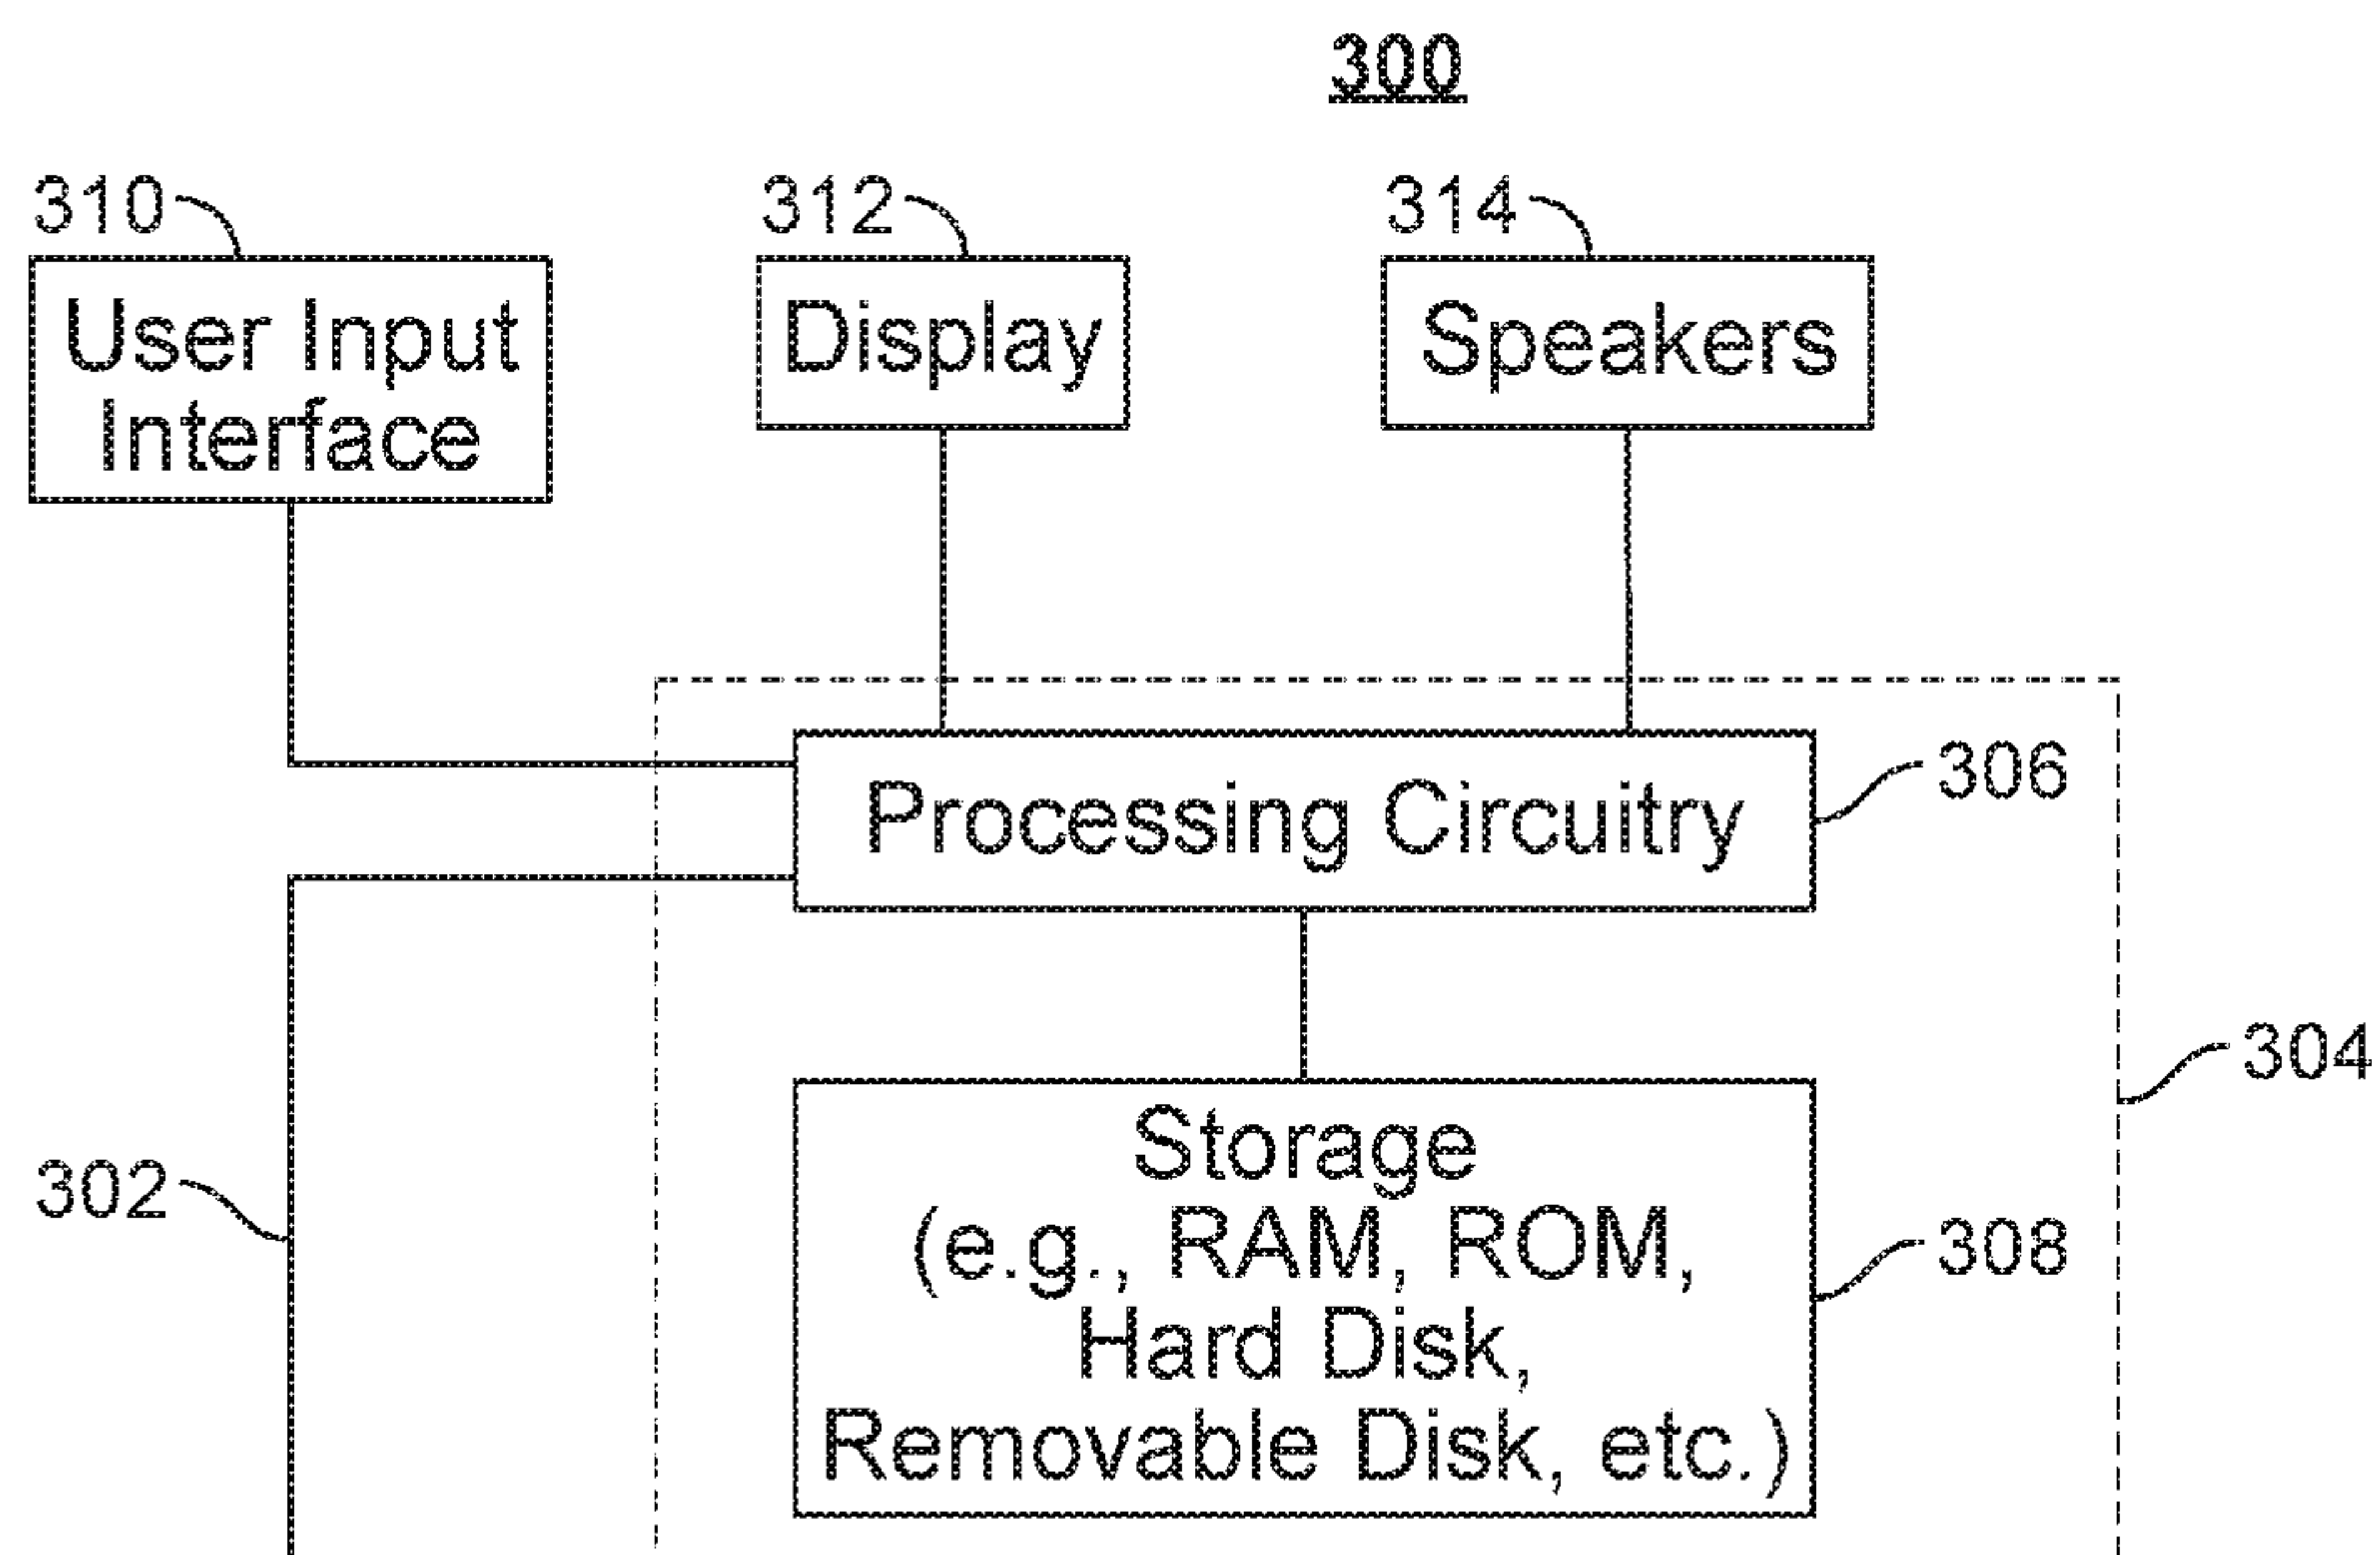 300
310
312
314
User Input
Interface
Display
Speakers
Processing Circuitry
306
304
302
Storage
(e.g., RAM, ROM,
Hard Disk,
Removable Disk, etc.)
308